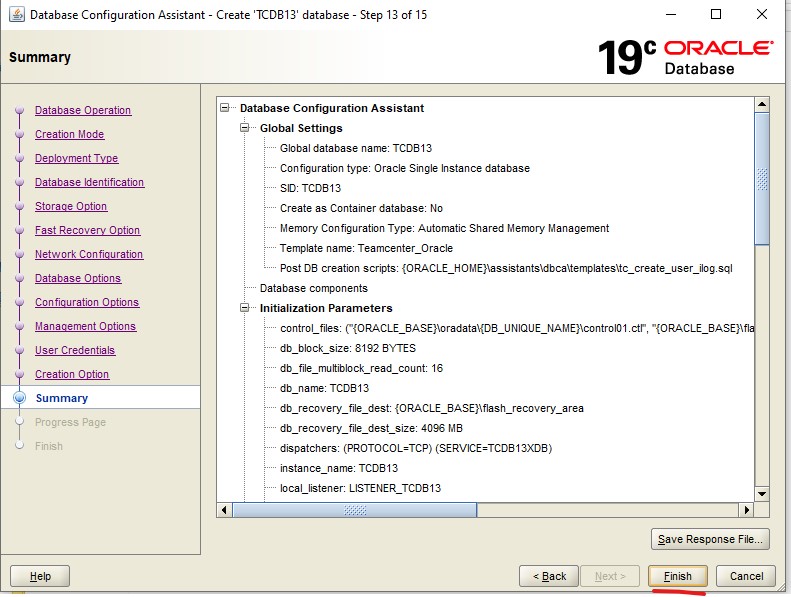 Database Configuration Assistant - Create 'TCDB13' database - Step 13 of 15
Summary
19c ORACLE
Database
Database Operation
Creation Mode
Deployment Type
Database Identification
Storage Option
Fast Recovery Option
Network Configuration
Database Options
Configuration Options
Management Options
User Credentials
Creation Option
Summary
Progress Page
Finish
Database Configuration Assistant
Global Settings
Global database name: TCDB13
Configuration type: Oracle Single Instance database
SID: TCDB13
Create as Container database: No
Memory Configuration Type: Automatic Shared Memory Management
Template name: Teamcenter_Oracle
Post DB creation scripts: {ORACLE_HOME}\assistants\dbca\templates\tc_create_user_ilog.sql
Database components
Initialization Parameters
control_files: ("{ORACLE_BASE}\oradata\{DB_UNIQUE_NAME}\control01.ctl", "{ORACLE_BASE}\fla
db_block_size: 8192 BYTES
db_file_multiblock_read_count: 16
db_name: TCDB13
db_recovery_file_dest: {ORACLE_BASE}\flash_recovery_area
db_recovery_file_dest_size: 4096 MB
dispatchers: (PROTOCOL=TCP) (SERVICE=TCDB13XDB)
instance_name: TCDB13
local_listener: LISTENER_TCDB13
Save Response File...
Help
< Back
Next >
Finish
Cancel